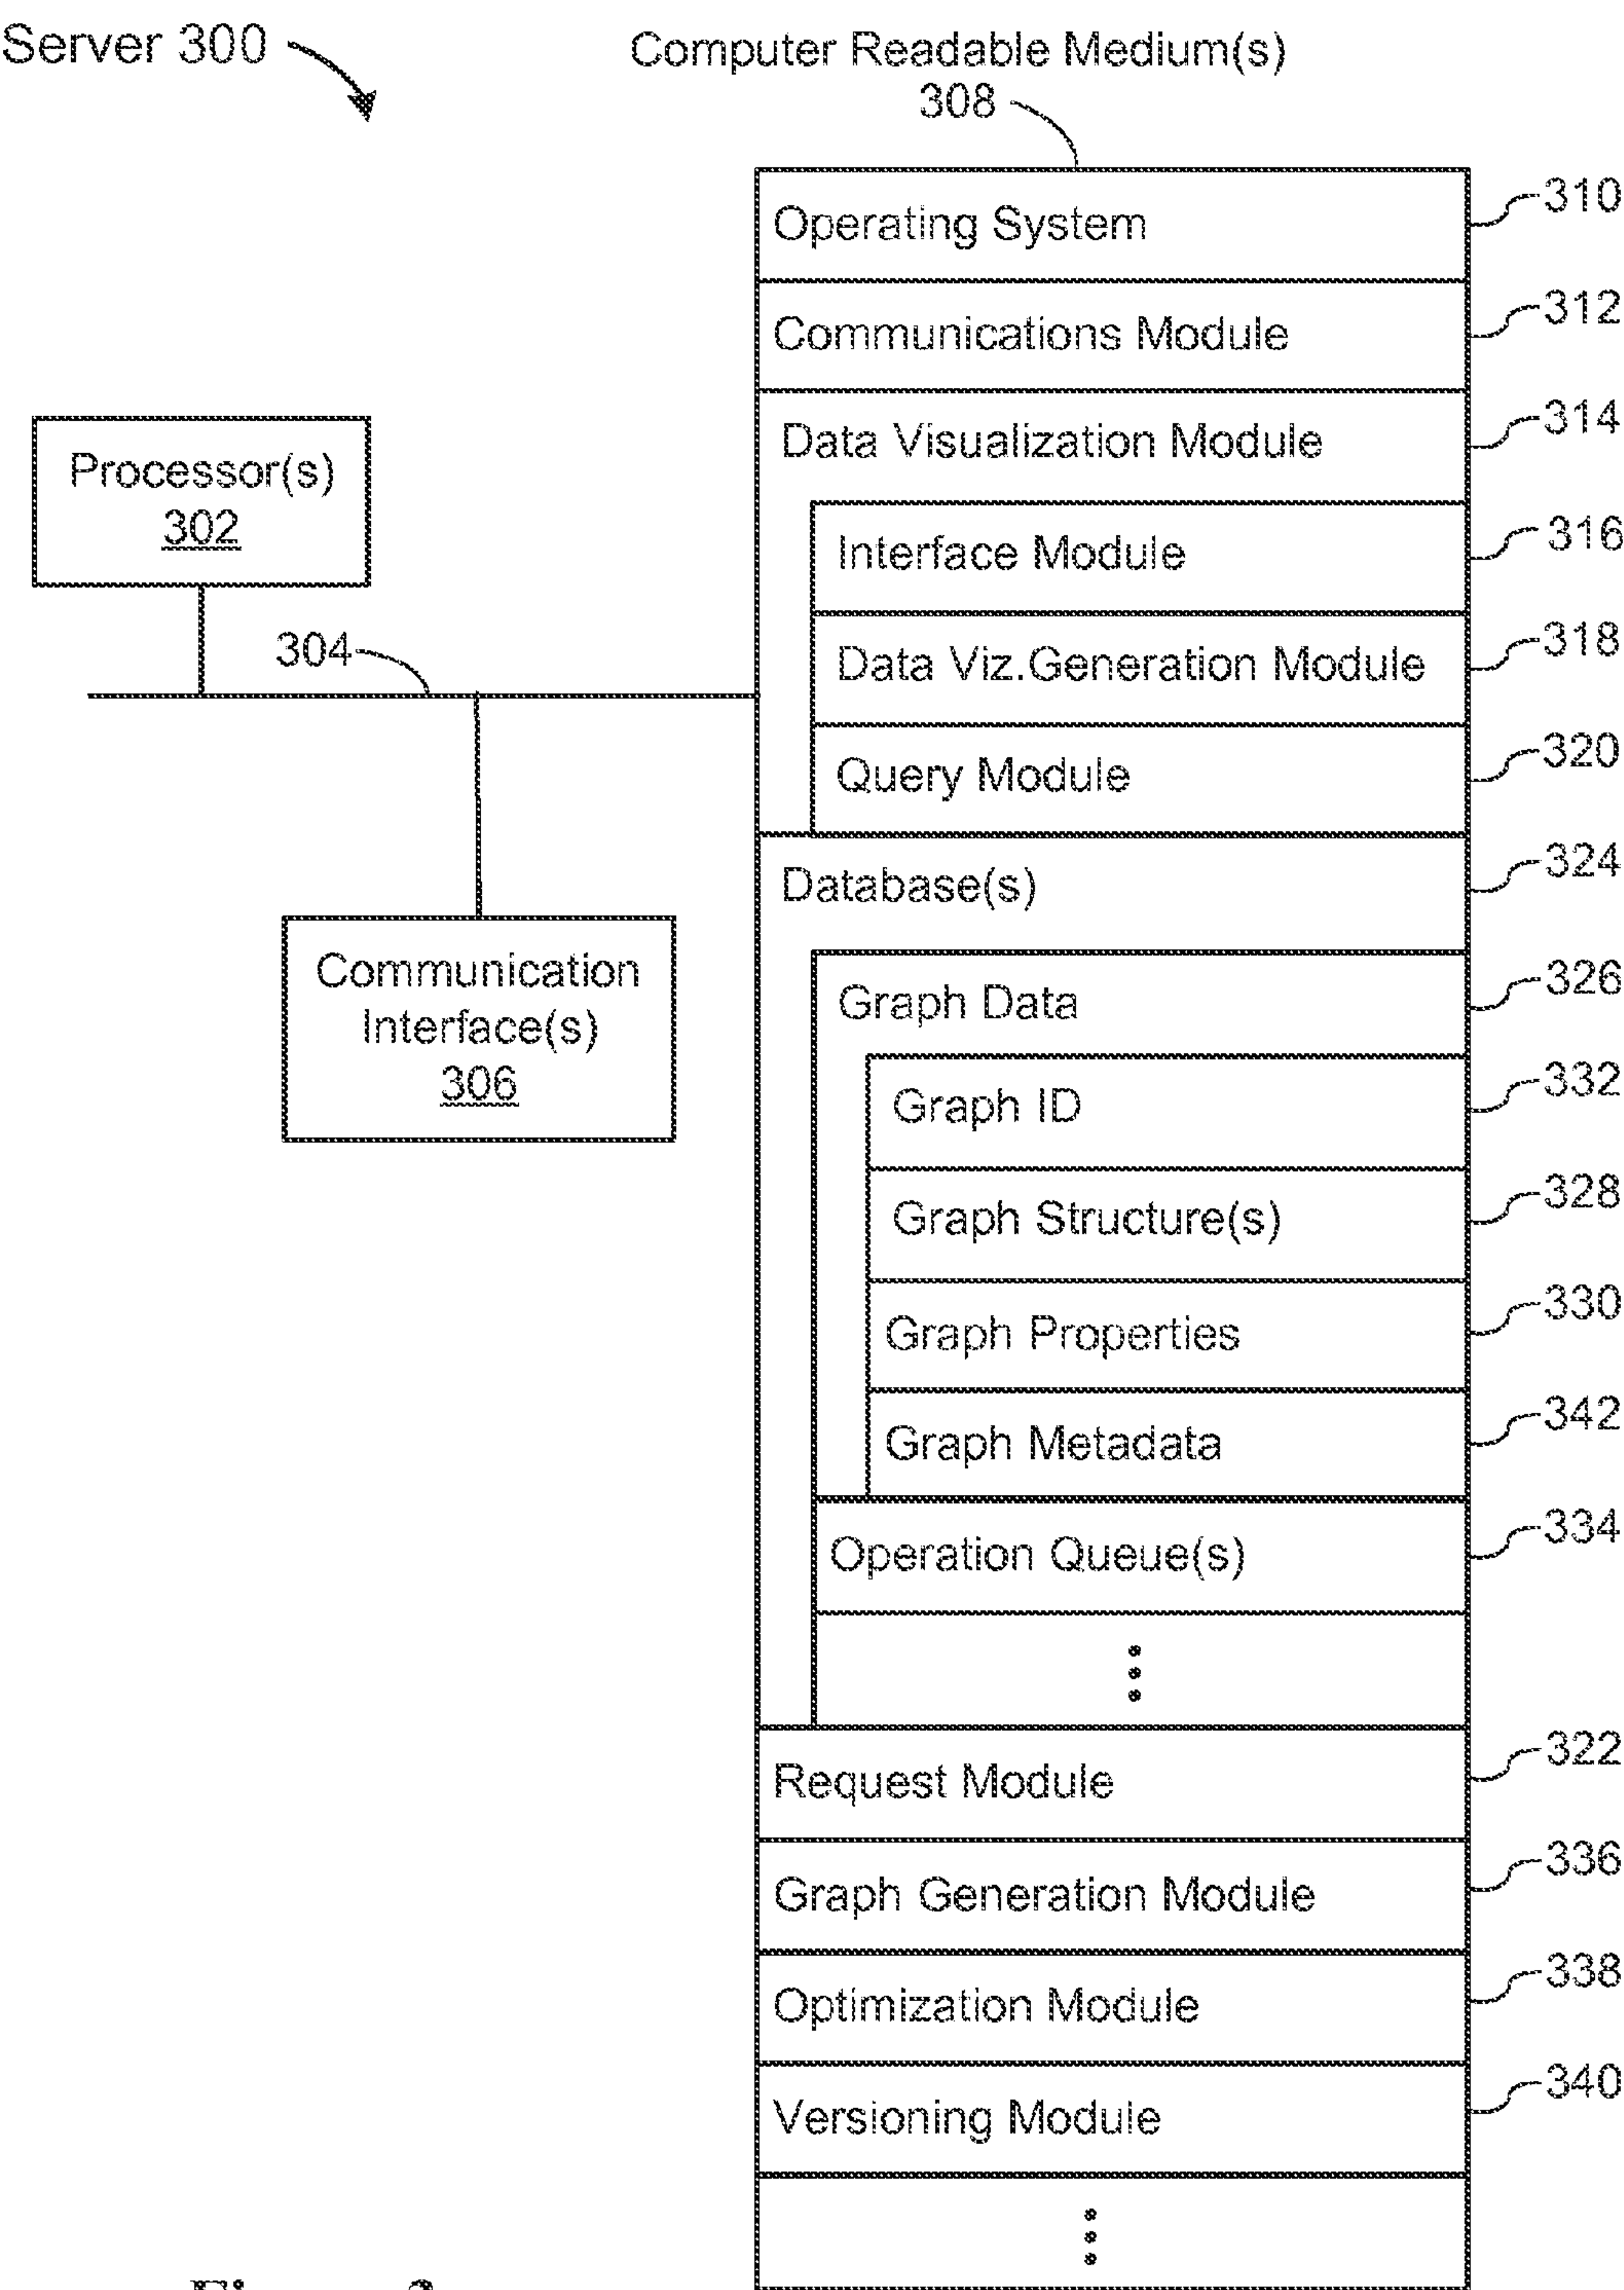 Server 300
Computer Readable Medium(s)
308
Operating System
310
Communications Module
312
Data Visualization Module
314
Processor(s)
302
Interface Module
316
304
Data Viz.Generation Module
318
Query Module
320
Database(s)
324
Communication
Interface(s)
306
Graph Data
326
Graph ID
332
Graph Structure(s)
328
Graph Properties
330
Graph Metadata
342
Operation Queue(s)
334
Request Module
322
Graph Generation Module
336
Optimization Module
338
Versioning Module
340